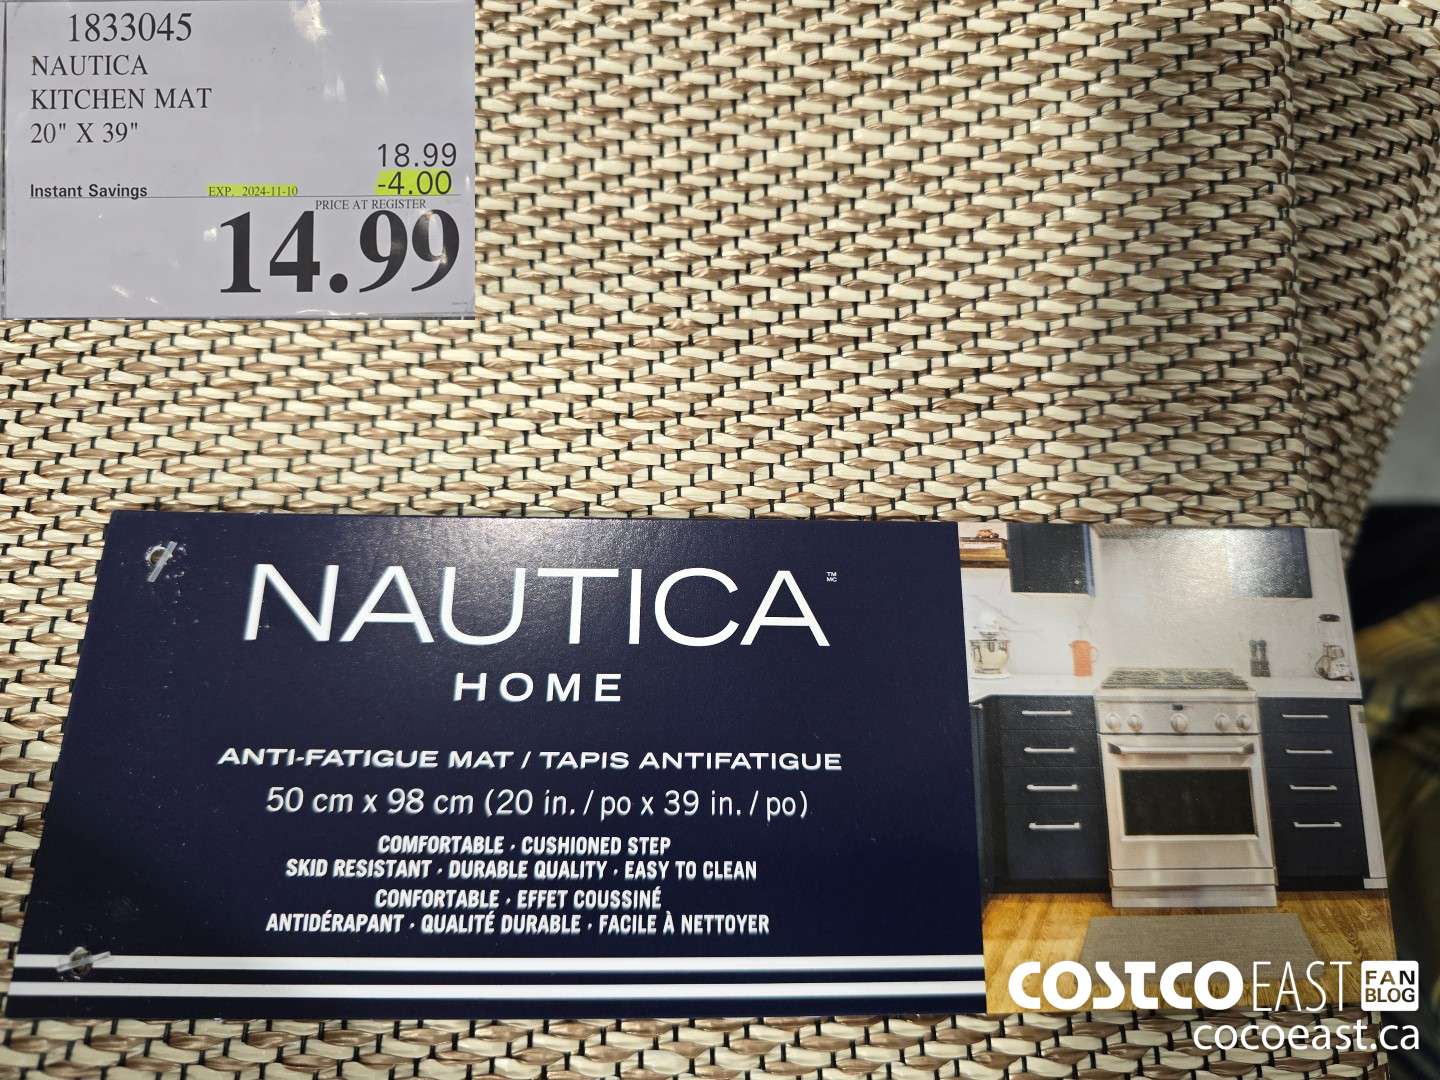 1833045
NAUTICA
KITCHEN MAT
20" X 39"
18.99
Instant Savings EXP. 2024-11-10 -4.00
PRICE AT REGISTER
14.99
NAUTICA ™ MC
HOME
ANTI-FATIGUE MAT / TAPIS ANTIFATIGUE
50 cm x 98 cm (20 in. / po x 39 in. / po)
COMFORTABLE · CUSHIONED STEP
SKID RESISTANT · DURABLE QUALITY · EASY TO CLEAN
CONFORTABLE · EFFET COUSSINÉ
ANTIDÉRAPANT · QUALITÉ DURABLE · FACILE À NETTOYER
COSTCO EAST FAN BLOG
cocoeast.ca